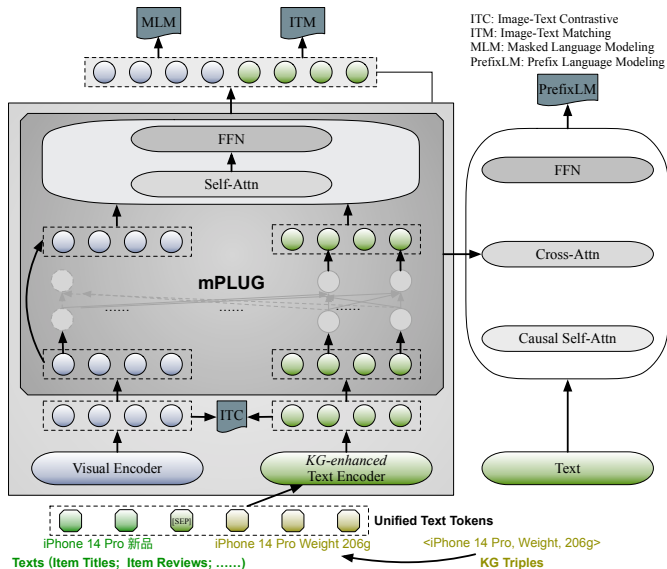 MLM
ITM
ITC: Image-Text Contrastive
ITM: Image-Text Matching
MLM: Masked Language Modeling
PrefixLM: Prefix Language Modeling
PrefixLM
FFN
Self-Attn
FFN
mPLUG
Cross-Attn
......
......
......
Causal Self-Attn
ITC
Visual Encoder
KG-enhanced
Text Encoder
Text
[SEP]
Unified Text Tokens
iPhone 14 Pro 新品
iPhone 14 Pro Weight 206g
<iPhone 14 Pro, Weight, 206g>
Texts (Item Titles; Item Reviews; ......)
KG Triples